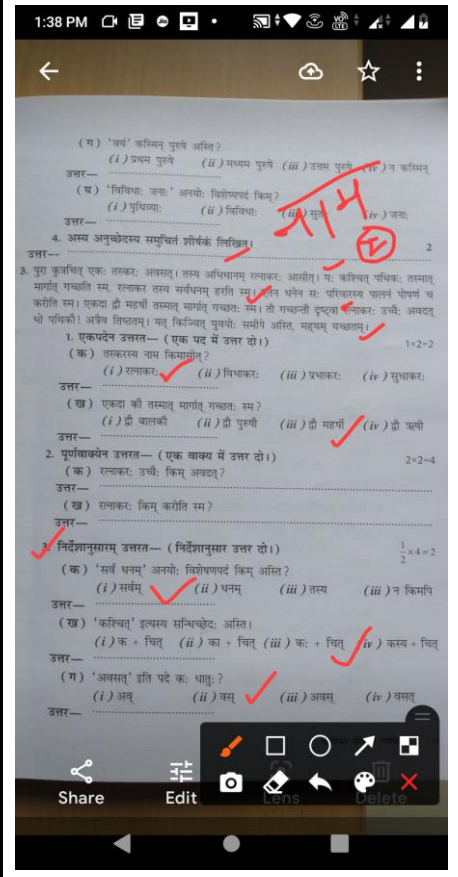 1:38 PM
( ग ) 'वयं' कस्मिन् पुरुषे अस्ति?
( i ) प्रथम पुरुषे ( ii ) मध्यम पुरुषे ( iii ) उत्तम पुरुषे ( iv ) न कस्मिन्
उत्तर—
( घ ) 'विविधाः जनाः' अनयोः विशेष्यपदं किम्?
( i ) पृथिव्याः ( ii ) विविधाः ( iii ) ( iv ) जनाः
उत्तर—
नाम
4. अस्य अनुच्छेदस्य समुचितं शीर्षकं लिखित। 2
उत्तर—
3. पुरा कुत्रचित् एकः तस्करः अवसत्। तस्य अभिधानम् रत्नाकरः आसीत्। यः कश्चित् पथिकः तस्मात्
मार्गात् गच्छति स्म, रत्नाकर तस्य सर्वधनम् हरति स्म। धनेन सः परिवारस्य पालनं पोषणं च
करोति स्म। एकदा द्वौ महर्षी तस्मात् मार्गात् गच्छतः स्म। तौ गच्छन्तौ दृष्ट्वा रत्नाकरः उच्चैः अवदत्
भो पथिकौ! अत्रैव तिष्ठतम्। यत् किञ्चित् युवयोः समीपे अस्ति, मह्यम् यच्छतम्।
1. एकपदेन उत्तरत— ( एक पद में उत्तर दो।) 1×2=2
( क ) तस्करस्य नाम किमासीत्?
( i ) रत्नाकरः ( ii ) विभाकरः ( iii ) प्रभाकरः ( iv ) सुधाकरः
उत्तर—
( ख ) एकदा कौ तस्मात् मार्गात् गच्छतः स्म?
( i ) द्वौ बालकौ ( ii ) द्वौ पुरुषौ ( iii ) द्वौ महर्षी ( iv ) द्वौ ऋषी
उत्तर—
2. पूर्णवाक्येन उत्तरत— ( एक वाक्य में उत्तर दो।) 2×2=4
( क ) रत्नाकरः उच्चैः किम् अवदत्?
उत्तर—
( ख ) रत्नाकरः किम् करोति स्म?
उत्तर—
3. निर्देशानुसारम् उत्तरत— ( निर्देशानुसार उत्तर दो।) 1/2 ×4=2
( क ) 'सर्वं धनम्' अनयोः विशेषणपदं किम् अस्ति?
( i ) सर्वम् ( ii ) धनम् ( iii ) तस्य ( iii ) न किमपि
उत्तर—
( ख ) 'कश्चित्' इत्यस्य सन्धिच्छेदः अस्ति।
( i ) क + चित् ( ii ) का + चित् ( iii ) कः + चित् ( iv ) कस्य + चित्
उत्तर—
( ग ) 'अवसत्' इति पदे कः धातुः?
( i ) अव् ( ii ) वस् ( iii ) अवस् ( iv ) वसत्
उत्तर—
Share Edit Lens Delete